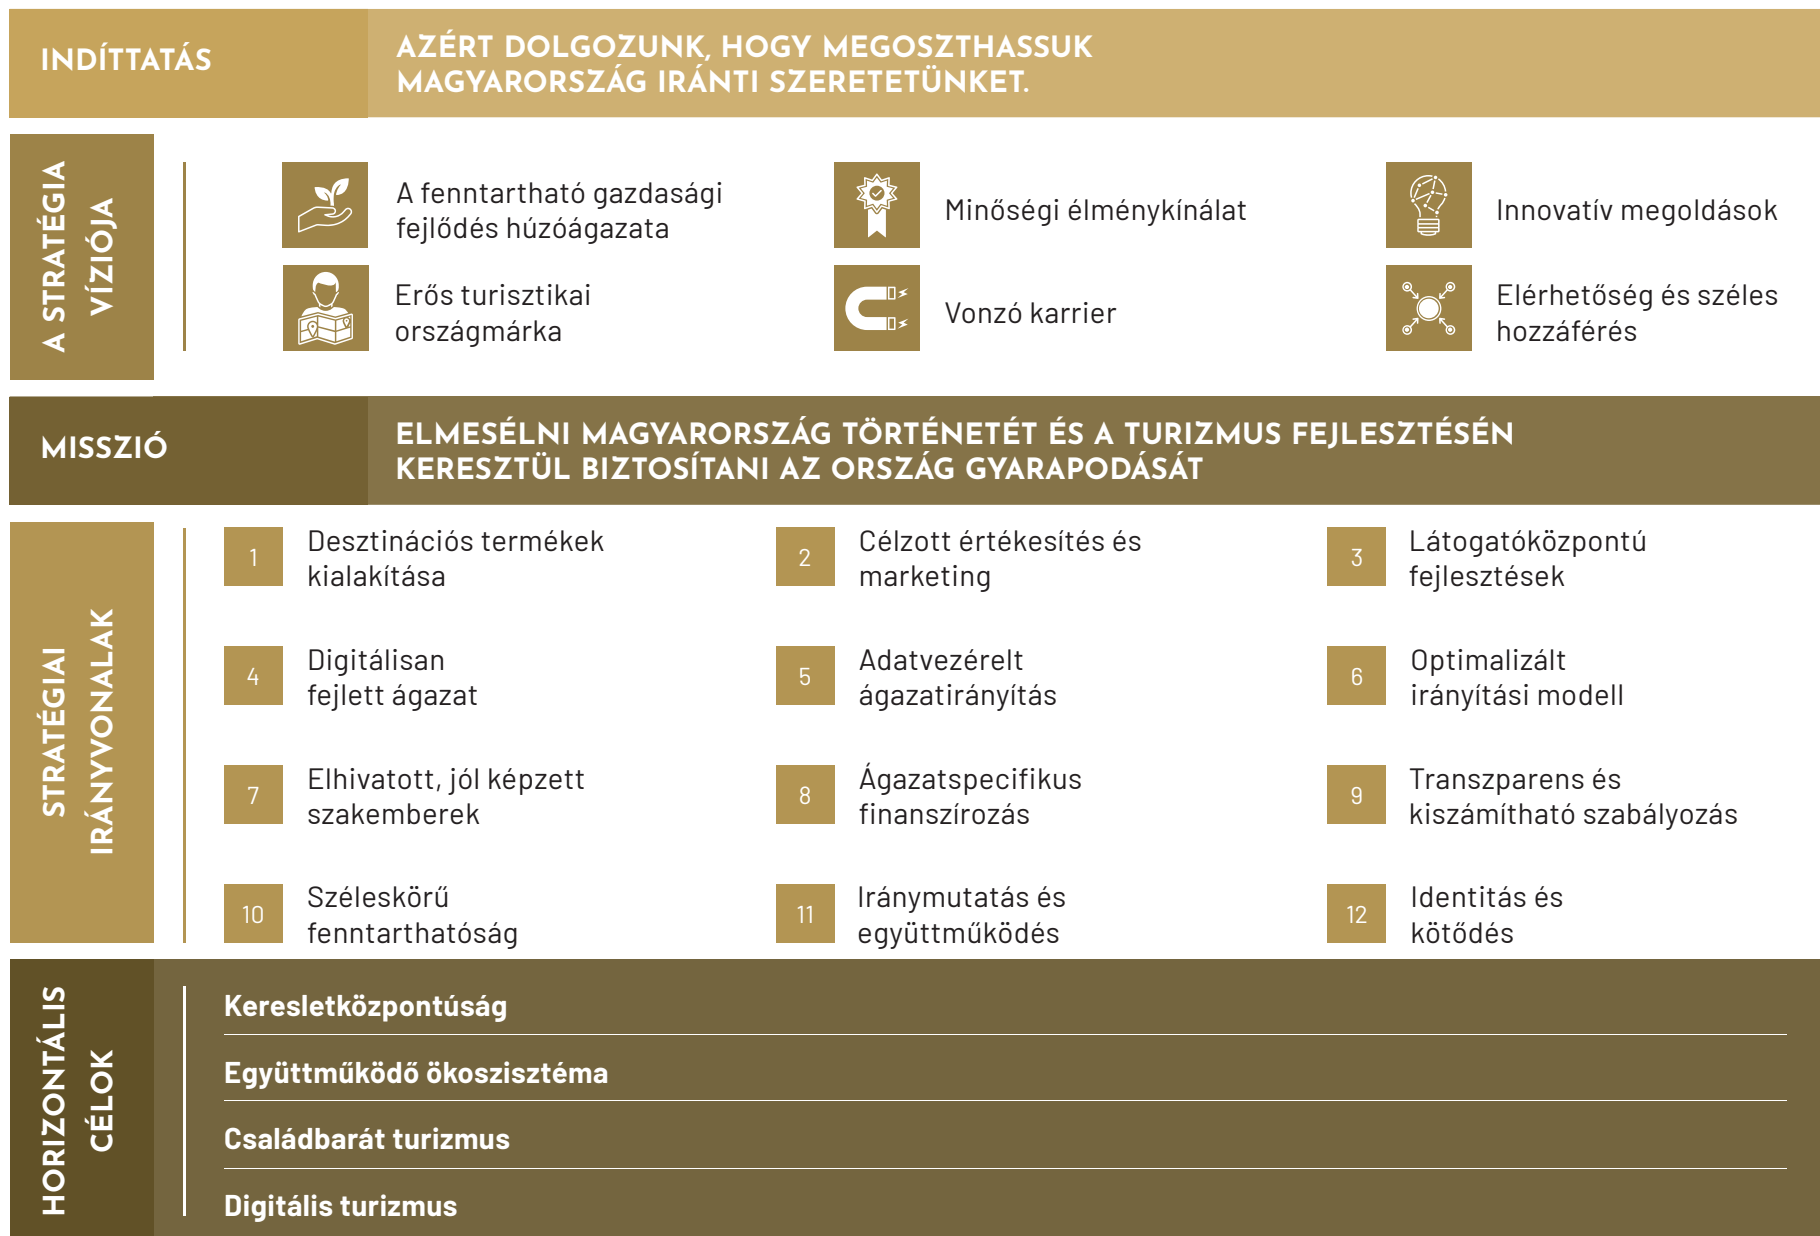 INDÍTTATÁS
AZÉRT DOLGOZUNK, HOGY MEGOSZTHASSUK
MAGYARORSZÁG IRÁNTI SZERETETÜNKET.
A STRATÉGIA
VÍZIÓJA
A fenntartható gazdasági
fejlődés húzóágazata
Minőségi élménykínálat
Innovatív megoldások
Erős turisztikai
országmárka
Vonzó karrier
Elérhetőség és széles
hozzáférés
MISSZIÓ
ELMESÉLNI MAGYARORSZÁG TÖRTÉNETÉT ÉS A TURIZMUS FEJLESZTÉSÉN
KERESZTÜL BIZTOSÍTANI AZ ORSZÁG GYARAPODÁSÁT
STRATÉGIAI
IRÁNYVONALAK
1
Desztinációs termékek
kialakítása
2
Célzott értékesítés és
marketing
3
Látogatóközpontú
fejlesztések
4
Digitálisan
fejlett ágazat
5
Adatvezérelt
ágazatirányítás
6
Optimalizált
irányítási modell
7
Elhivatott, jól képzett
szakemberek
8
Ágazatspecifikus
finanszírozás
9
Transzparens és
kiszámítható szabályozás
10
Széleskörű
fenntarthatóság
11
Iránymutatás és
együttműködés
12
Identitás és
kötődés
HORIZONTÁLIS
CÉLOK
Keresletközpontúság
Együttműködő ökoszisztéma
Családbarát turizmus
Digitális turizmus